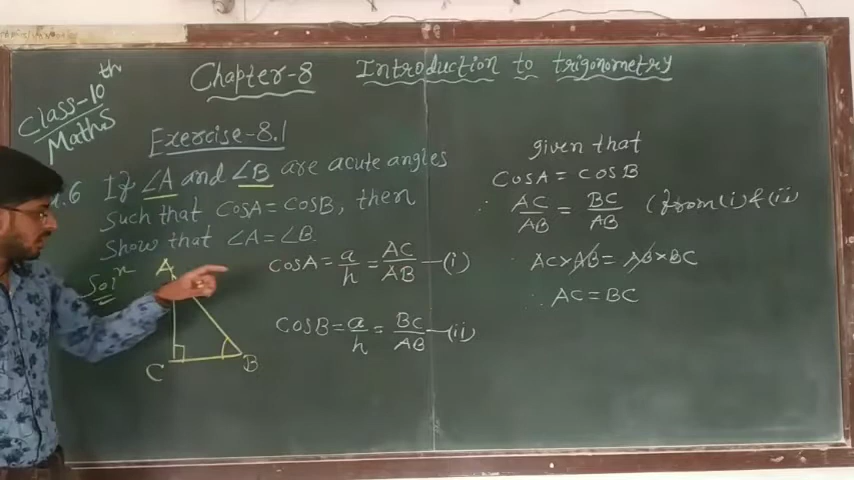 Chapter-8 Introduction to trigonometry
Class-10th
Maths
Exercise-8.1
.6 If ∠A and ∠B are acute angles
such that cosA = cosB, then
show that ∠A = ∠B.
Solⁿ
A
C
B
cosA = a/h = AC/AB —(i)
cosB = a/h = BC/AB —(ii)
given that
cosA = cosB
∴ AC/AB = BC/AB (from (i) & (ii)
∴ AC × AB = AB × BC
∴ AC = BC